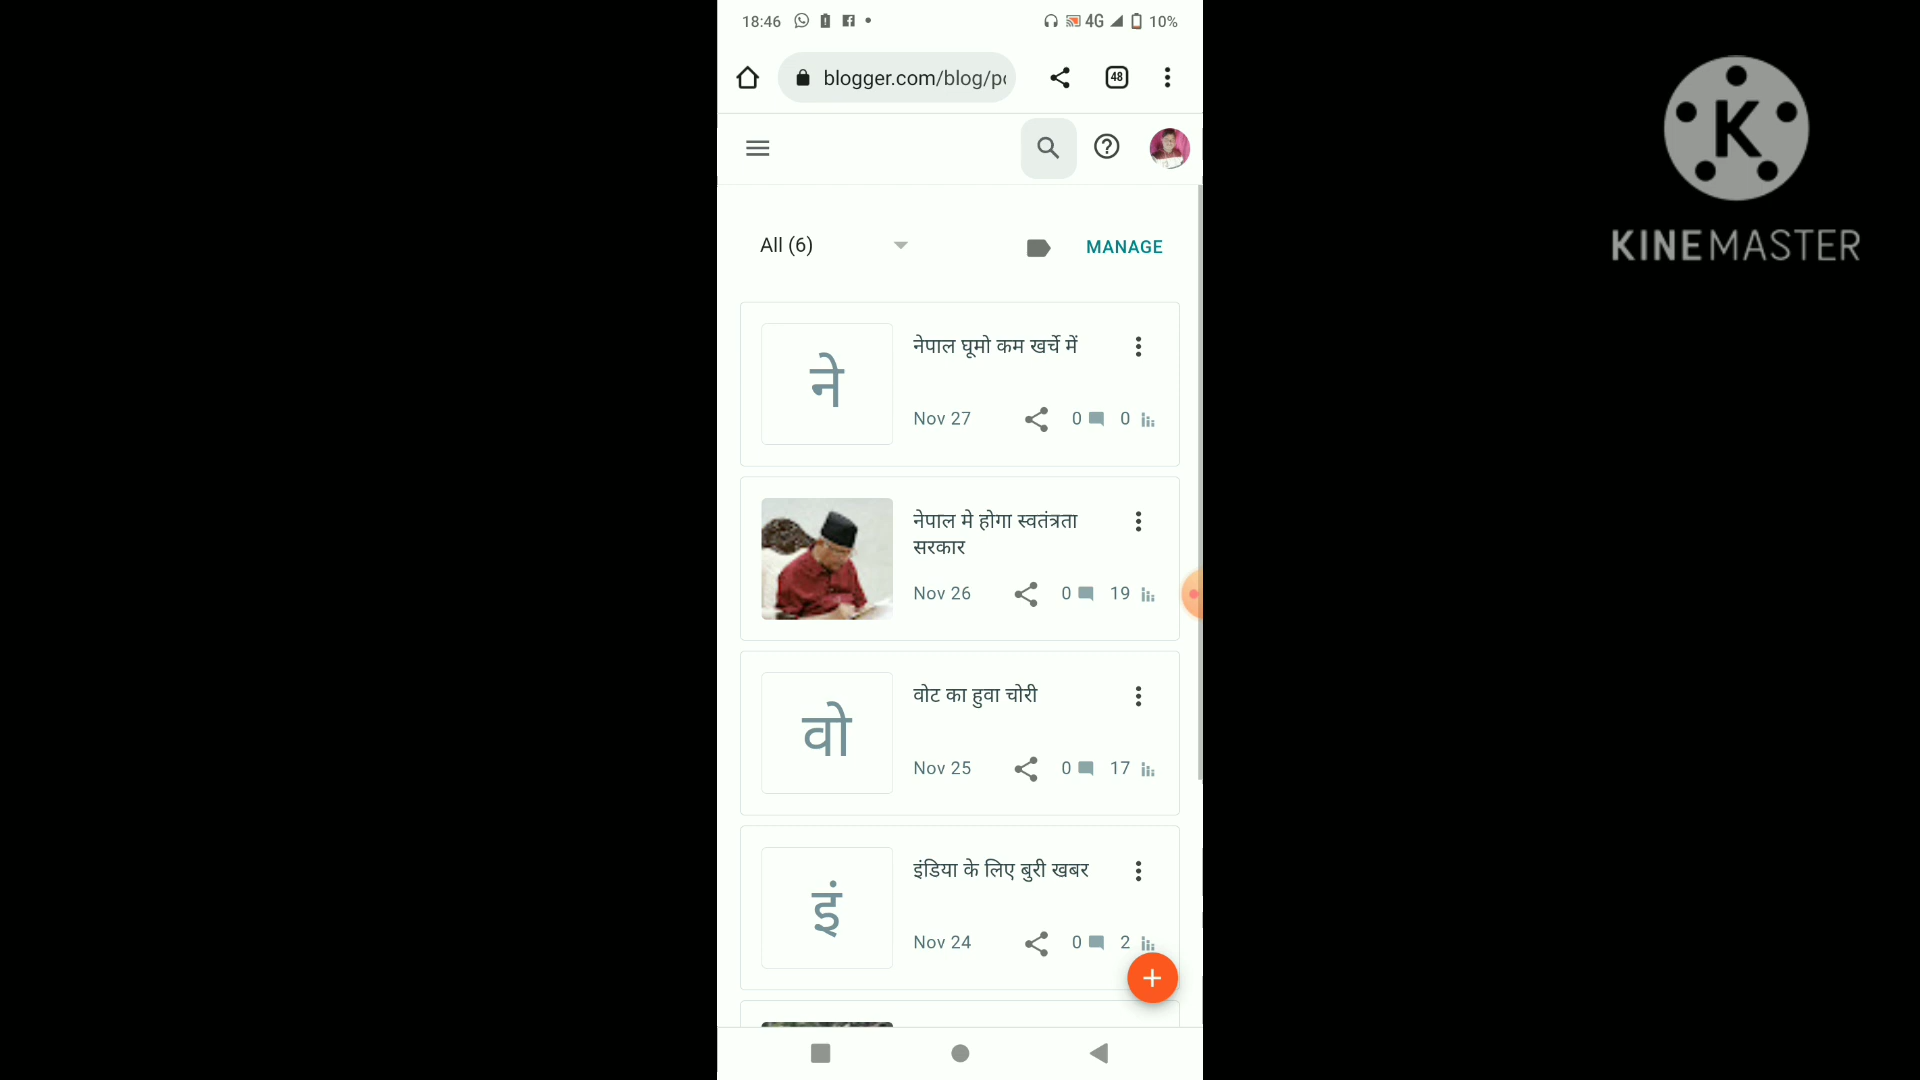 18:46 4G 10%
blogger.com/blog/po 48
All (6) MANAGE
ने
नेपाल घूमो कम खर्चे में
Nov 27 0 0
नेपाल मे होगा स्वतंत्रता
सरकार
Nov 26 0 19
वो
वोट का हुवा चोरी
Nov 25 0 17
इं
इंडिया के लिए बुरी खबर
Nov 24 0 2
K
KINEMASTER